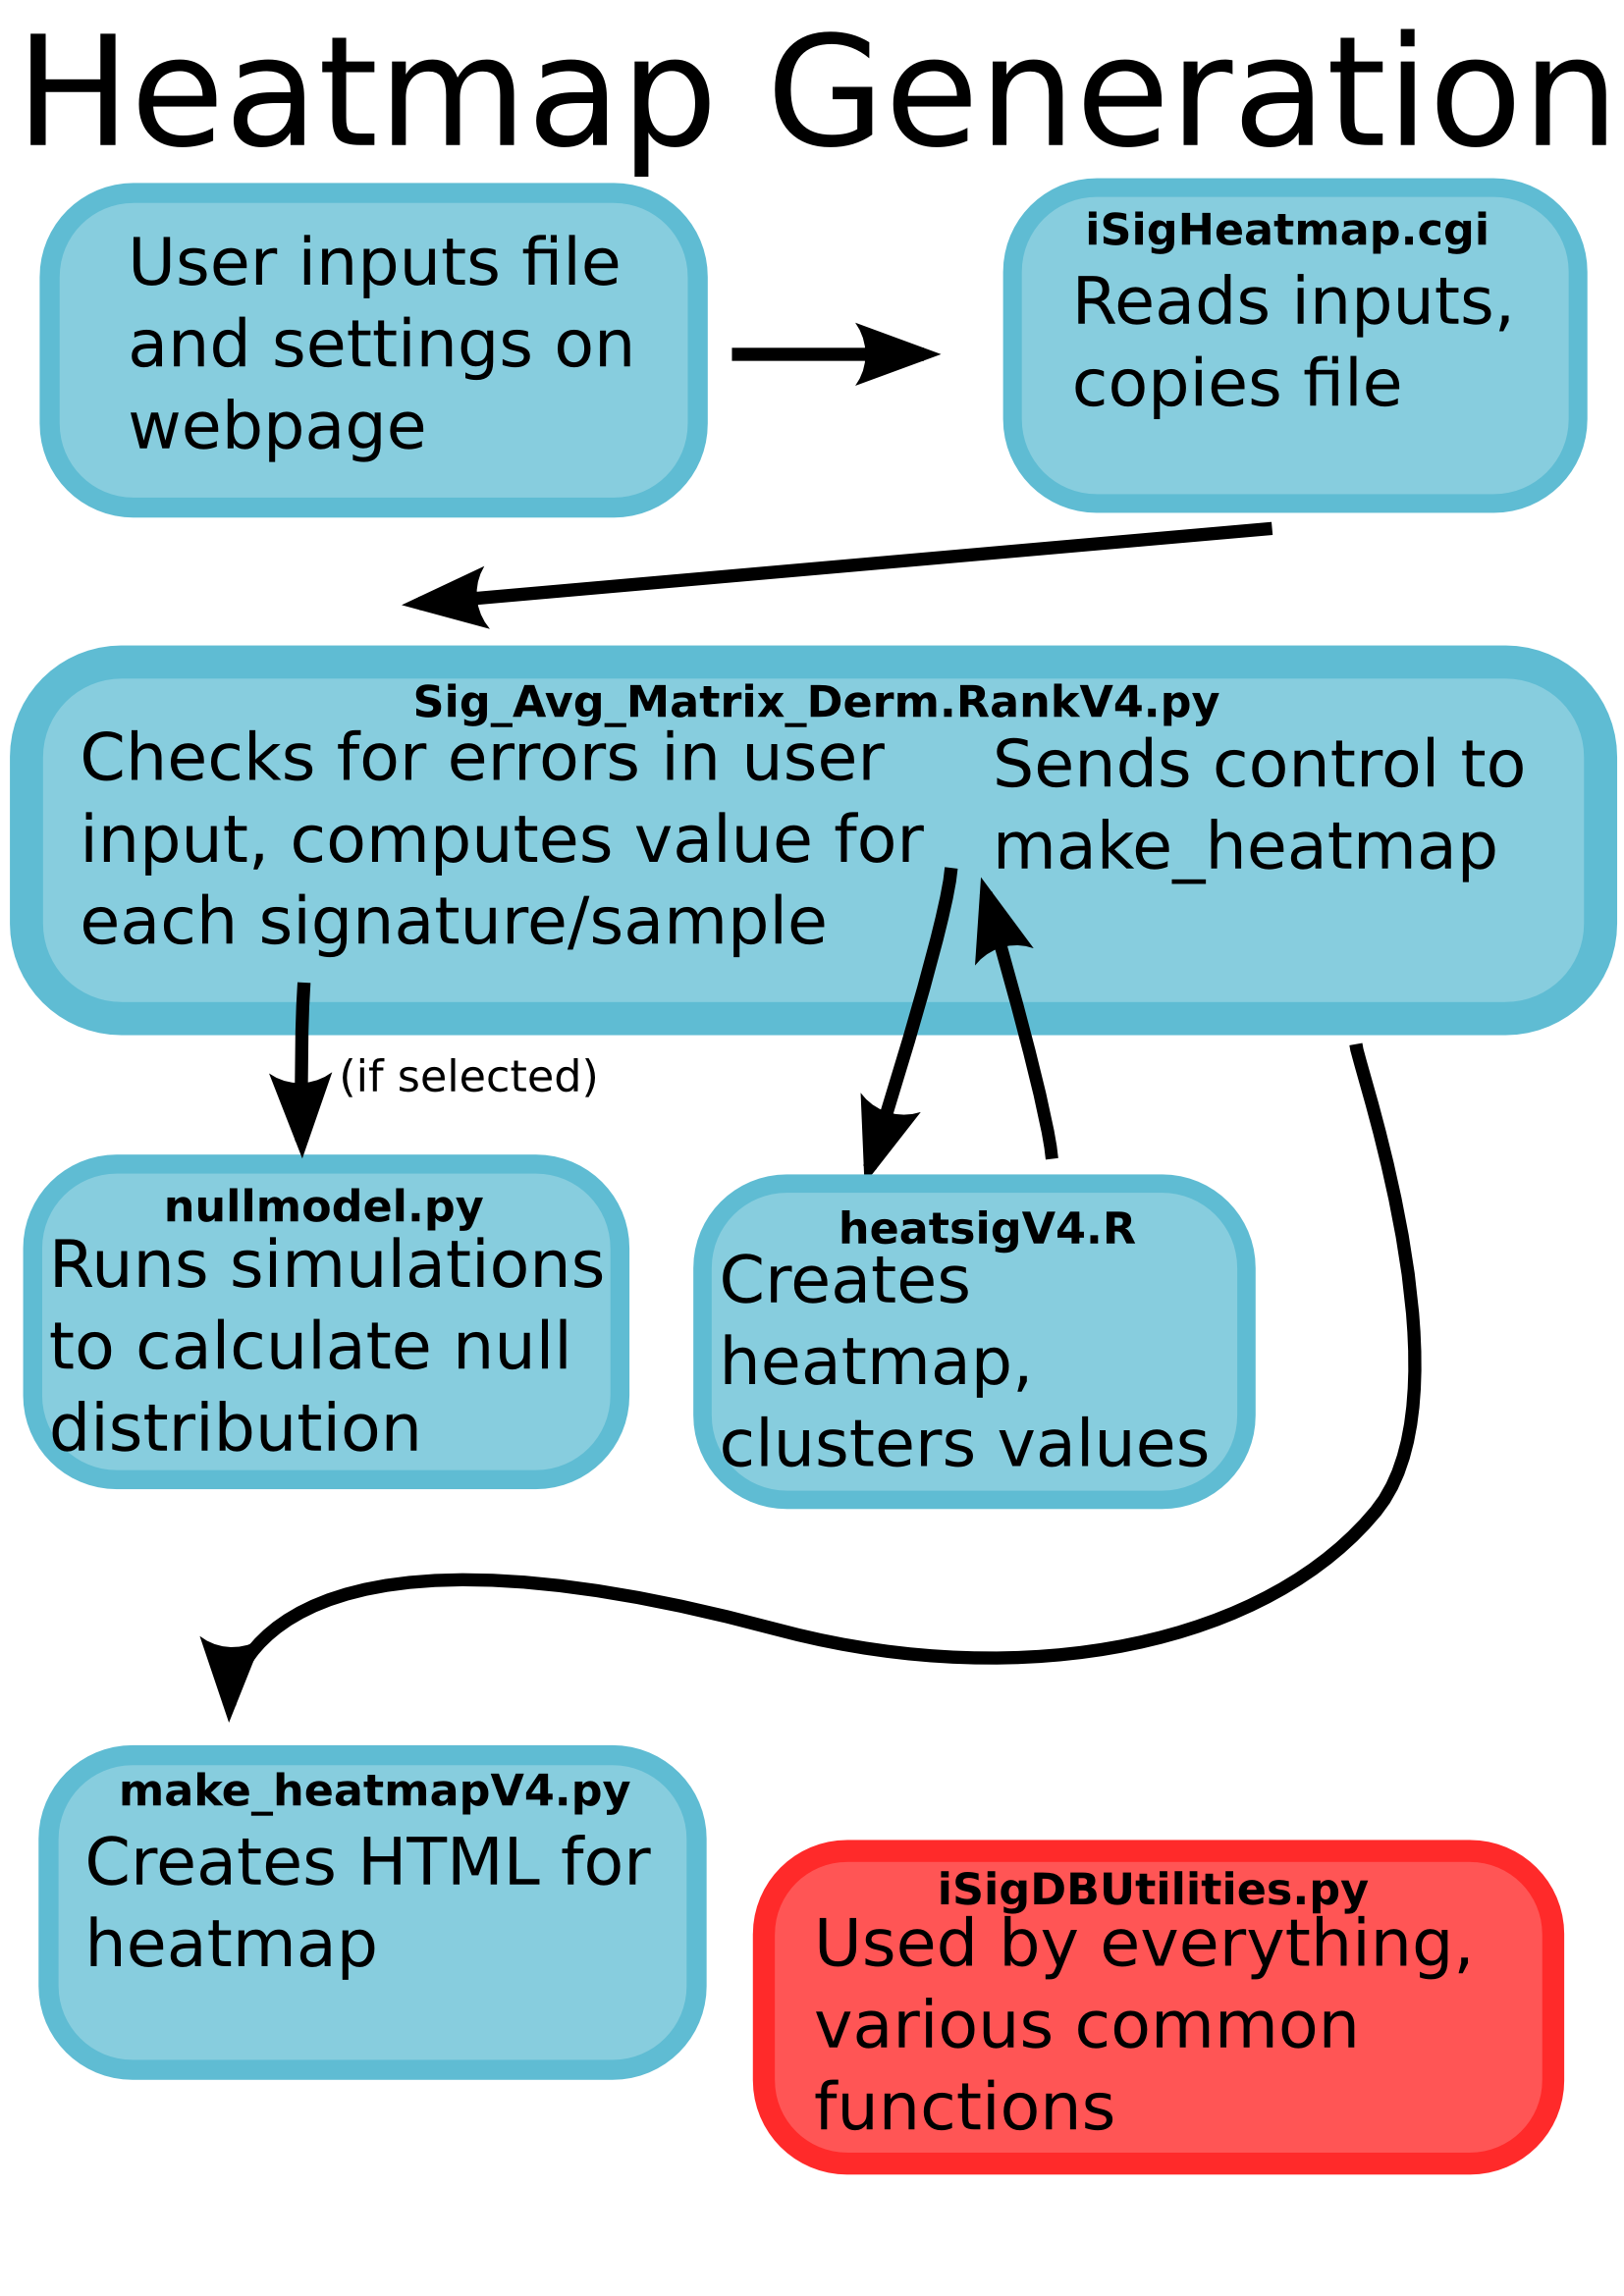 Heatmap Generation
User inputs file
and settings on
webpage
iSigHeatmap.cgi
Reads inputs,
copies file
Sig_Avg_Matrix_Derm.RankV4.py
Checks for errors in user
input, computes value for
each signature/sample
Sends control to
make_heatmap
(if selected)
nullmodel.py
Runs simulations
to calculate null
distribution
heatsigV4.R
Creates
heatmap,
clusters values
make_heatmapV4.py
Creates HTML for
heatmap
iSigDBUtilities.py
Used by everything,
various common
functions